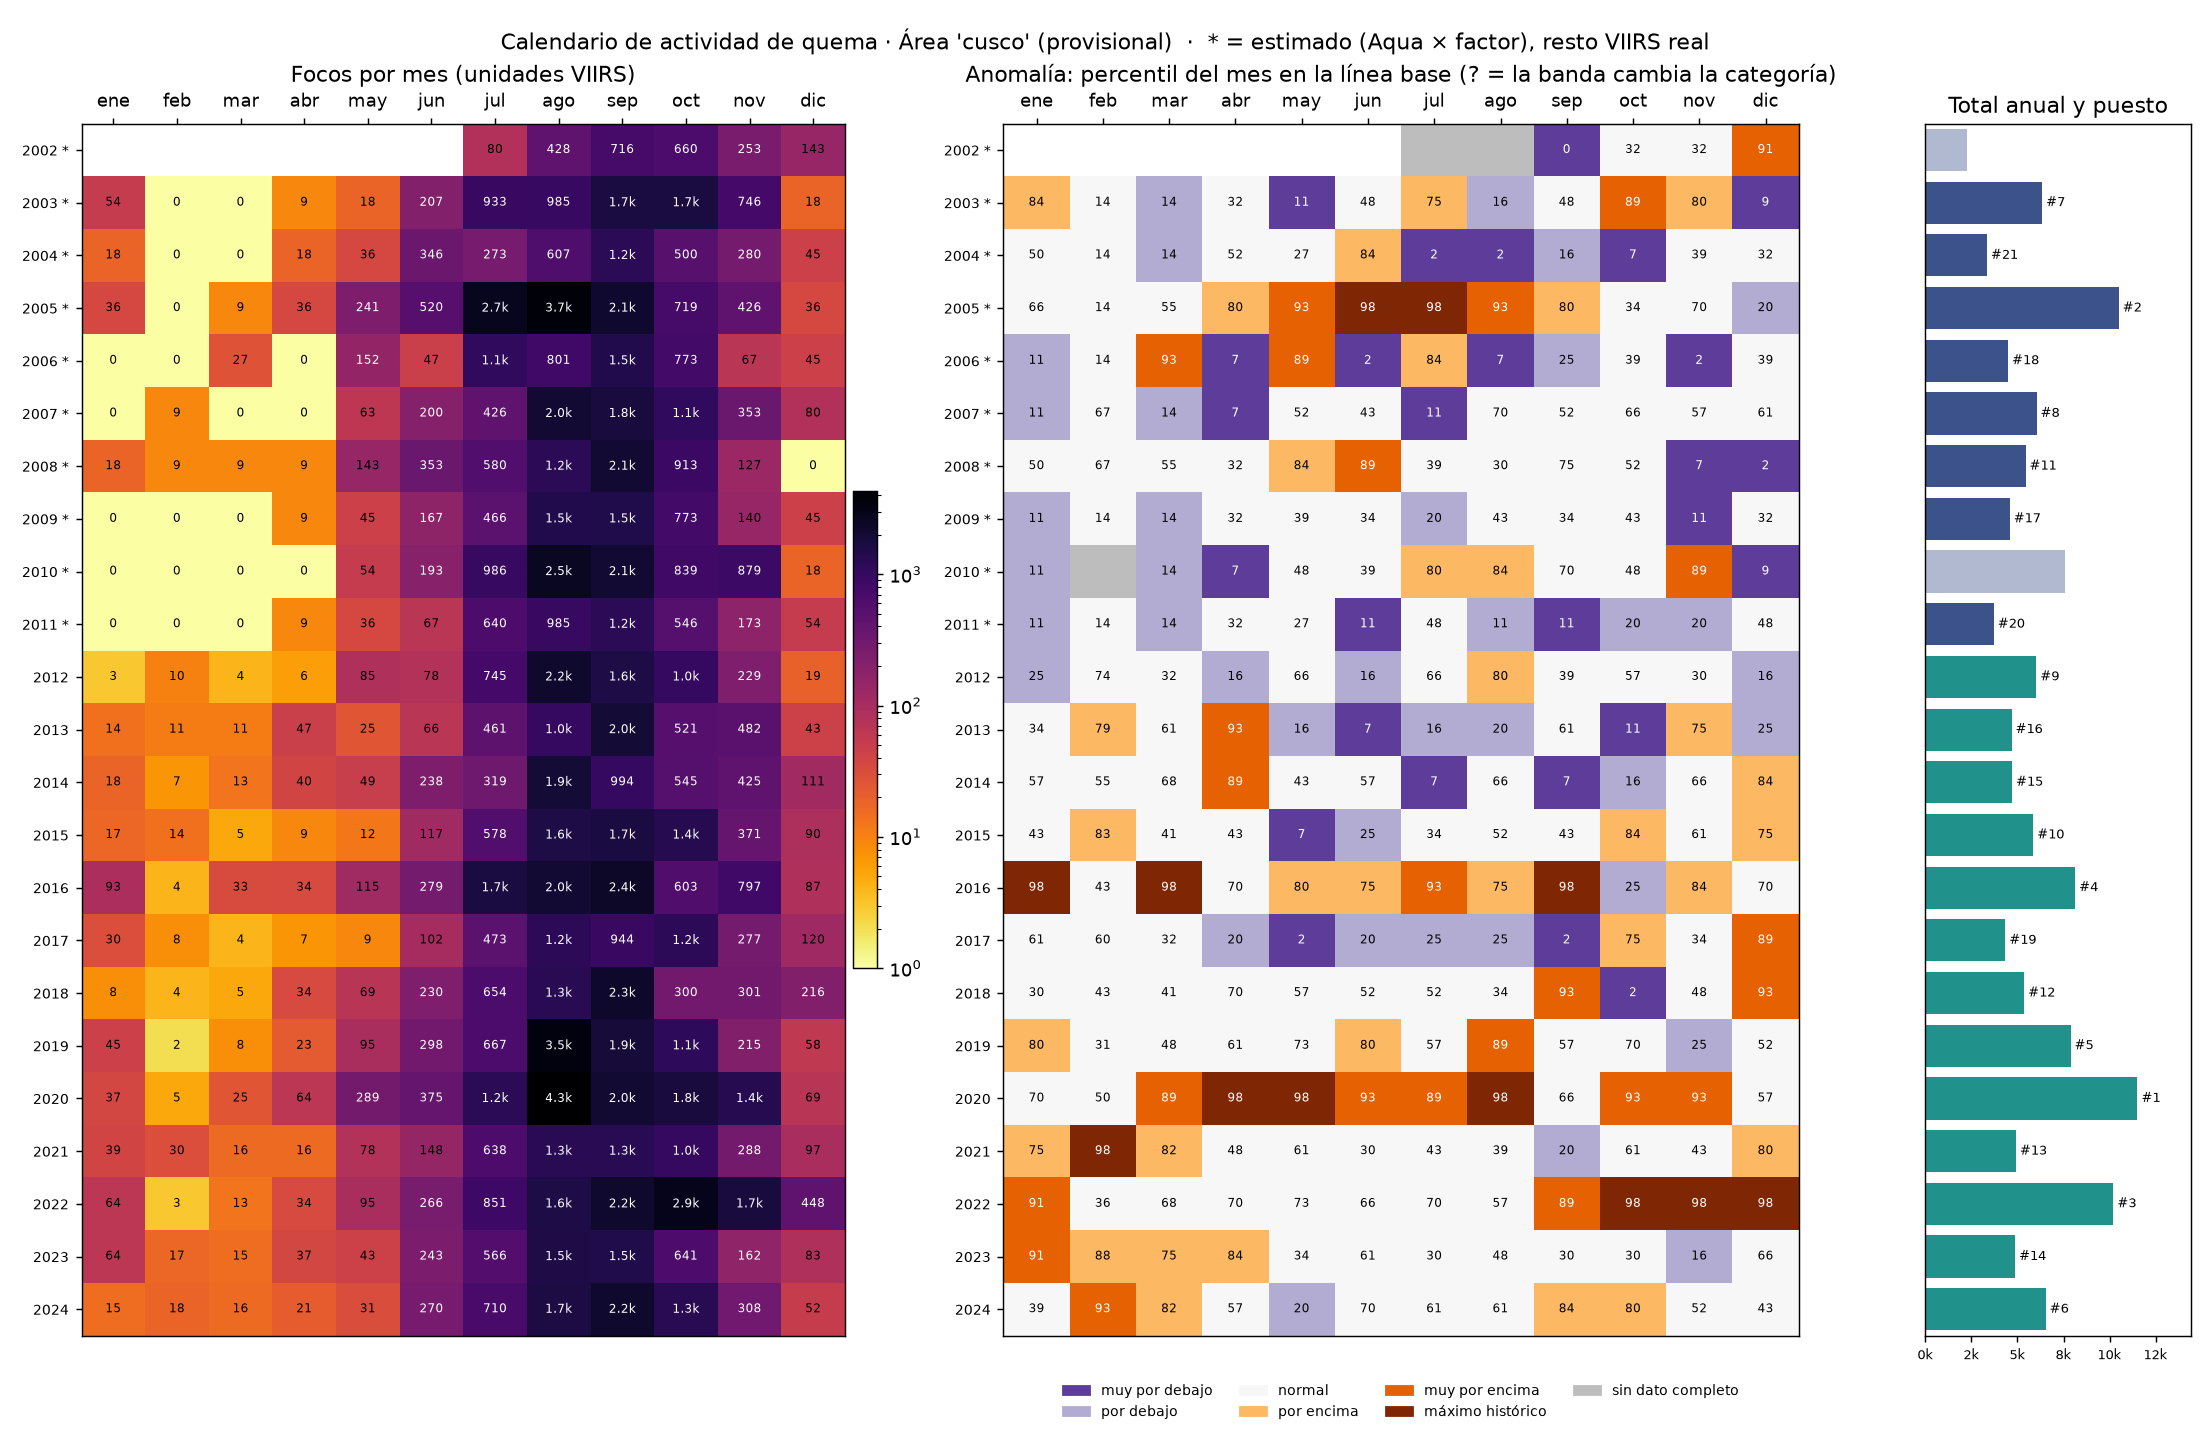 Calendario de actividad de quema · Área 'cusco' (provisional)  ·  * = estimado (Aqua × factor), resto VIIRS real
Focos por mes (unidades VIIRS)
ene feb mar abr may jun jul ago sep oct nov dic
2002 * 80 428 716 660 253 143
2003 * 54 0 0 9 18 207 933 985 1.7k 1.7k 746 18
2004 * 18 0 0 18 36 346 273 607 1.2k 500 280 45
2005 * 36 0 9 36 241 520 2.7k 3.7k 2.1k 719 426 36
2006 * 0 0 27 0 152 47 1.1k 801 1.5k 773 67 45
2007 * 0 9 0 0 63 200 426 2.0k 1.8k 1.1k 353 80
2008 * 18 9 9 9 143 353 580 1.2k 2.1k 913 127 0
2009 * 0 0 0 9 45 167 466 1.5k 1.5k 773 140 45
2010 * 0 0 0 0 54 193 986 2.5k 2.1k 839 879 18
2011 * 0 0 0 9 36 67 640 985 1.2k 546 173 54
2012 3 10 4 6 85 78 745 2.2k 1.6k 1.0k 229 19
2013 14 11 11 47 25 66 461 1.0k 2.0k 521 482 43
2014 18 7 13 40 49 238 319 1.9k 994 545 425 111
2015 17 14 5 9 12 117 578 1.6k 1.7k 1.4k 371 90
2016 93 4 33 34 115 279 1.7k 2.0k 2.4k 603 797 87
2017 30 8 4 7 9 102 473 1.2k 944 1.2k 277 120
2018 8 4 5 34 69 230 654 1.3k 2.3k 300 301 216
2019 45 2 8 23 95 298 667 3.5k 1.9k 1.1k 215 58
2020 37 5 25 64 289 375 1.2k 4.3k 2.0k 1.8k 1.4k 69
2021 39 30 16 16 78 148 638 1.3k 1.3k 1.0k 288 97
2022 64 3 13 34 95 266 851 1.6k 2.2k 2.9k 1.7k 448
2023 64 17 15 37 43 243 566 1.5k 1.5k 641 162 83
2024 15 18 16 21 31 270 710 1.7k 2.2k 1.3k 308 52
10³
10²
10¹
10⁰
Anomalía: percentil del mes en la línea base (? = la banda cambia la categoría)
ene feb mar abr may jun jul ago sep oct nov dic
2002 * 0 32 32 91
2003 * 84 14 14 32 11 48 75 16 48 89 80 9
2004 * 50 14 14 52 27 84 2 2 16 7 39 32
2005 * 66 14 55 80 93 98 98 93 80 34 70 20
2006 * 11 14 93 7 89 2 84 7 25 39 2 39
2007 * 11 67 14 7 52 43 11 70 52 66 57 61
2008 * 50 67 55 32 84 89 39 30 75 52 7 2
2009 * 11 14 14 32 39 34 20 43 34 43 11 32
2010 * 11 14 7 48 39 80 84 70 48 89 9
2011 * 11 14 14 32 27 11 48 11 11 20 20 48
2012 25 74 32 16 66 16 66 80 39 57 30 16
2013 34 79 61 93 16 7 16 20 61 11 75 25
2014 57 55 68 89 43 57 7 66 7 16 66 84
2015 43 83 41 43 7 25 34 52 43 84 61 75
2016 98 43 98 70 80 75 93 75 98 25 84 70
2017 61 60 32 20 2 20 25 25 2 75 34 89
2018 30 43 41 70 57 52 52 34 93 2 48 93
2019 80 31 48 61 73 80 57 89 57 70 25 52
2020 70 50 89 98 98 93 89 98 66 93 93 57
2021 75 98 82 48 61 30 43 39 20 61 43 80
2022 91 36 68 70 73 66 70 57 89 98 98 98
2023 91 88 75 84 34 61 30 48 30 30 16 66
2024 39 93 82 57 20 70 61 61 84 80 52 43
muy por debajo normal muy por encima sin dato completo
por debajo por encima máximo histórico
Total anual y puesto
#7
#21
#2
#18
#8
#11
#17
#20
#9
#16
#15
#10
#4
#19
#12
#5
#1
#13
#3
#14
#6
0k 2k 5k 8k 10k 12k